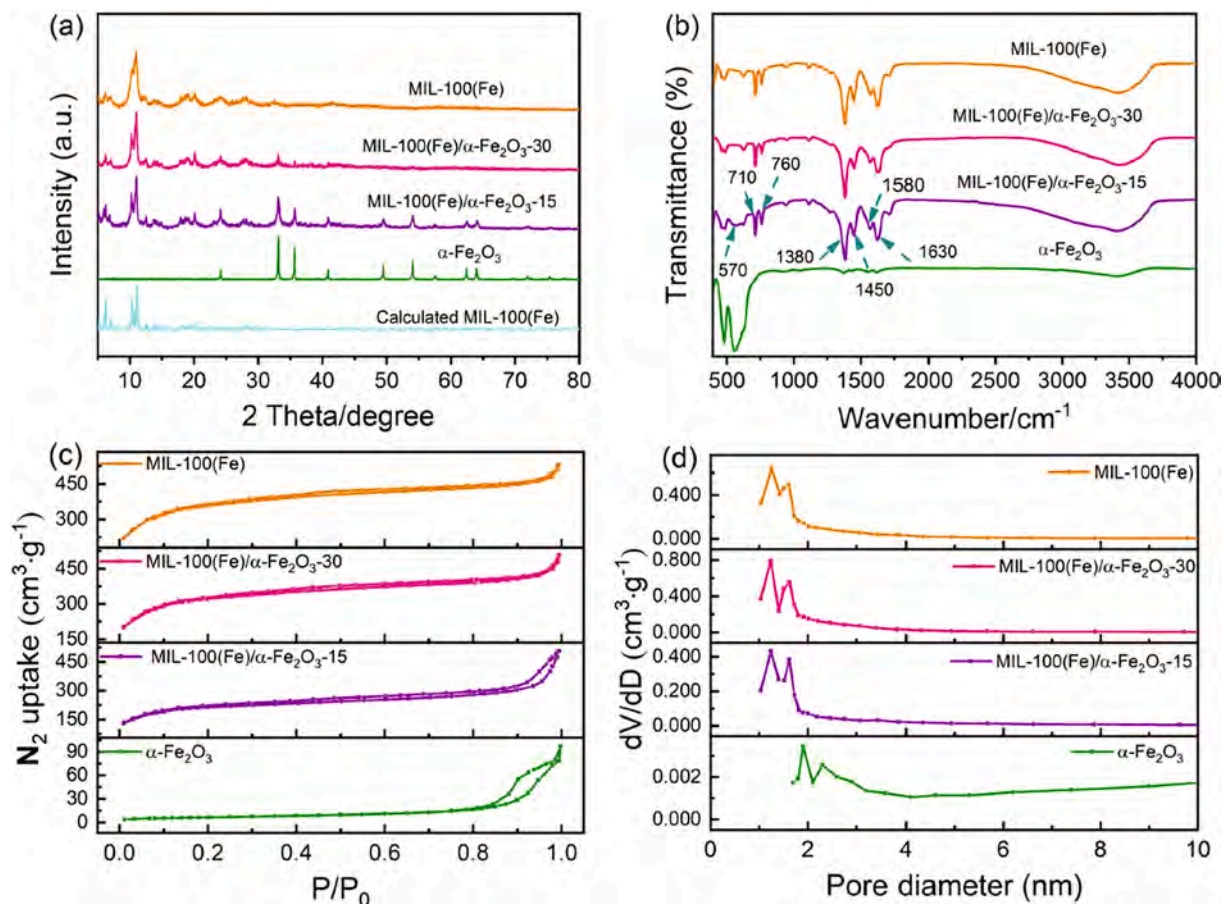 (a)
Intensity (a.u.)
MIL-100(Fe)
MIL-100(Fe)/α-Fe₂O₃-30
MIL-100(Fe)/α-Fe₂O₃-15
α-Fe₂O₃
Calculated MIL-100(Fe)
10 20 30 40 50 60 70 80
2 Theta/degree
(b)
Transmittance (%)
MIL-100(Fe)
MIL-100(Fe)/α-Fe₂O₃-30
710 760 1580
MIL-100(Fe)/α-Fe₂O₃-15
α-Fe₂O₃
570 1380 1450 1630
500 1000 1500 2000 2500 3000 3500 4000
Wavenumber/cm⁻¹
(c)
N₂ uptake (cm³·g⁻¹)
MIL-100(Fe)
450
300
MIL-100(Fe)/α-Fe₂O₃-30
450
300
150
MIL-100(Fe)/α-Fe₂O₃-15
450
300
150
α-Fe₂O₃
90
60
30
0
0.0 0.2 0.4 0.6 0.8 1.0
P/P₀
(d)
dV/dD (cm³·g⁻¹)
MIL-100(Fe)
0.400
0.000
MIL-100(Fe)/α-Fe₂O₃-30
0.800
0.000
MIL-100(Fe)/α-Fe₂O₃-15
0.400
0.200
0.000
α-Fe₂O₃
0.002
0.000
0 2 4 6 8 10
Pore diameter (nm)